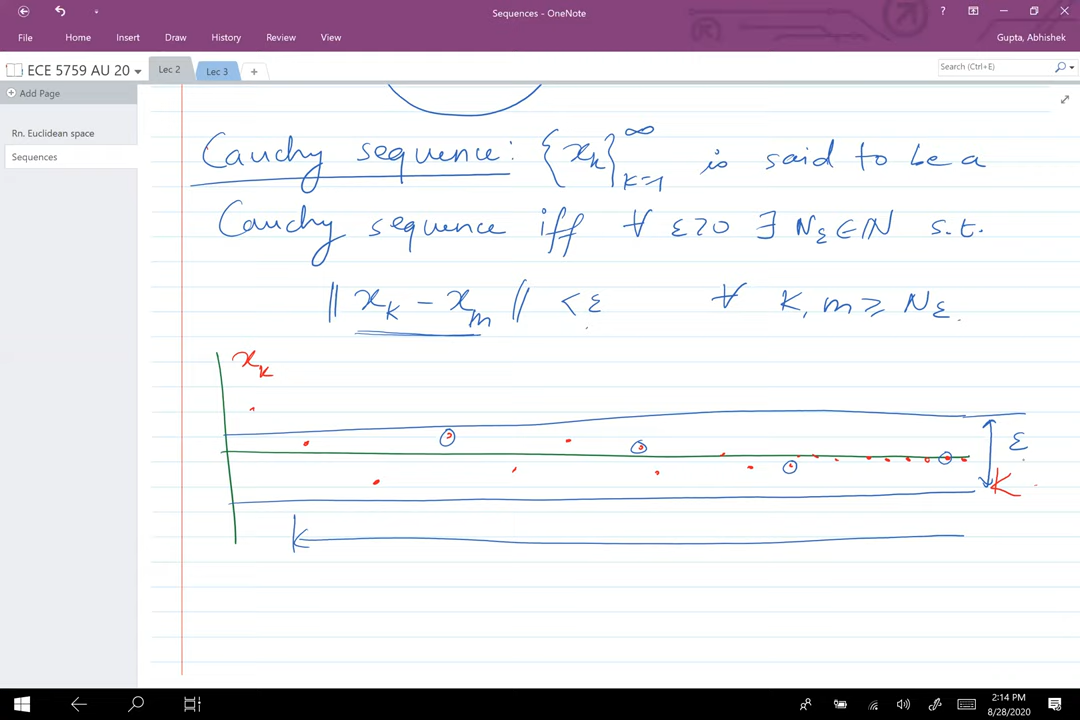 Sequences - OneNote
?
Gupta, Abhishek
File Home Insert Draw History Review View
ECE 5759 AU 20
Lec 2
Lec 3
+
Search (Ctrl+E)
Add Page
Rn. Euclidean space
Sequences
Cauchy sequence: {x_k}_{k=1}^∞ is said to be a
Cauchy sequence iff ∀ ε>0 ∃ N_ε ∈ ℕ s.t.
‖ x_k - x_m ‖ < ε ∀ k, m ≥ N_ε.
x_k
ε
K
2:14 PM
8/28/2020